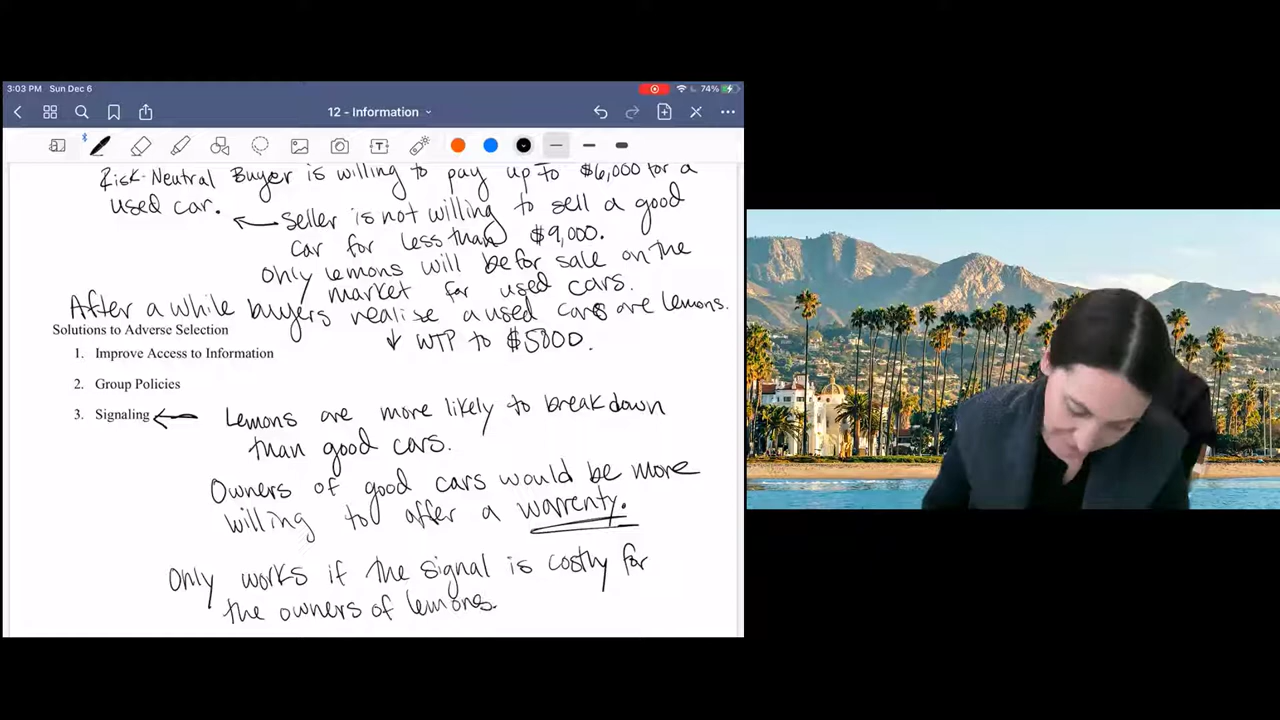 3:03 PM Sun Dec 6
74%
12 - Information
Risk-Neutral Buyer is willing to pay up to $6,000 for a
used car.
Seller is not willing to sell a good
car for less than $9,000.
Only lemons will be for sale on the
market for used cars.
After a while buyers realise a used cars are lemons.
Solutions to Adverse Selection
↓ WTP to $5000.
1. Improve Access to Information
2. Group Policies
3. Signaling
Lemons are more likely to break down
than good cars.
Owners of good cars would be more
willing to offer a warrenty.
Only works if the signal is costly for
the owners of lemons.